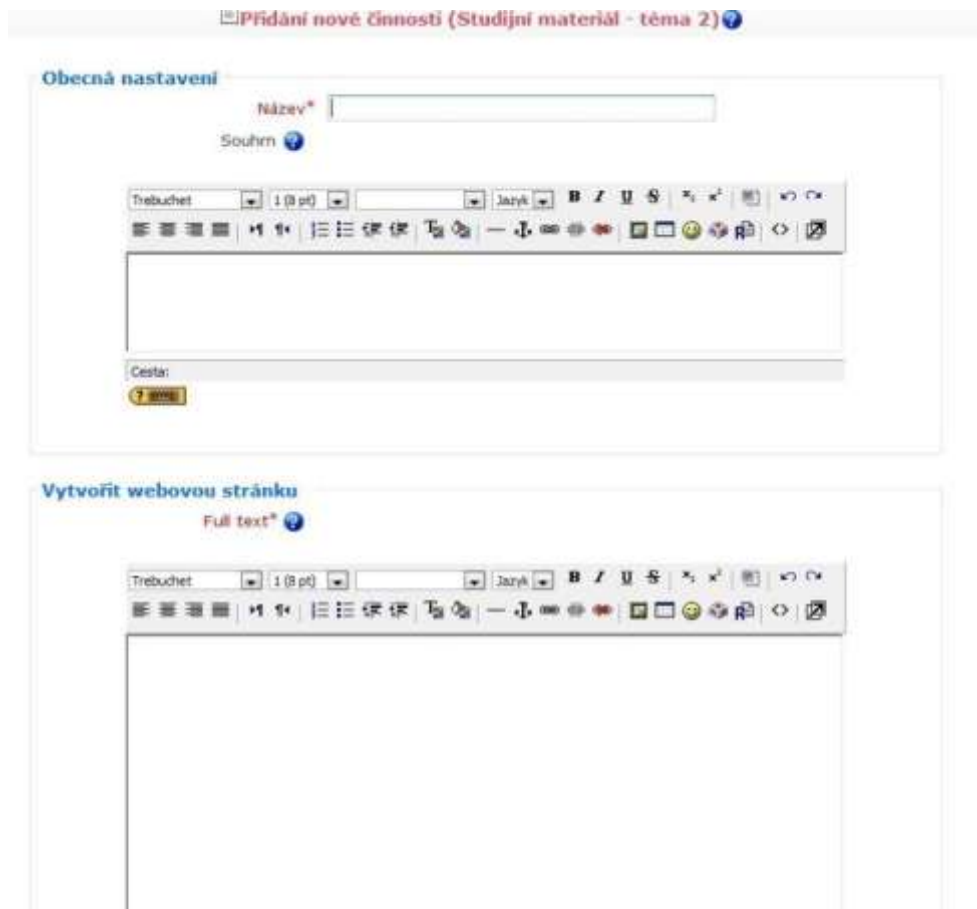 Přidání nové činnosti (Studijní materiál - téma 2)
Obecná nastavení
Název*
Souhrn
Trebuchet 1 (8 pt) Jazyk B I U S
Cesta:
Vytvořit webovou stránku
Full text*
Trebuchet 1 (8 pt) Jazyk B I U S